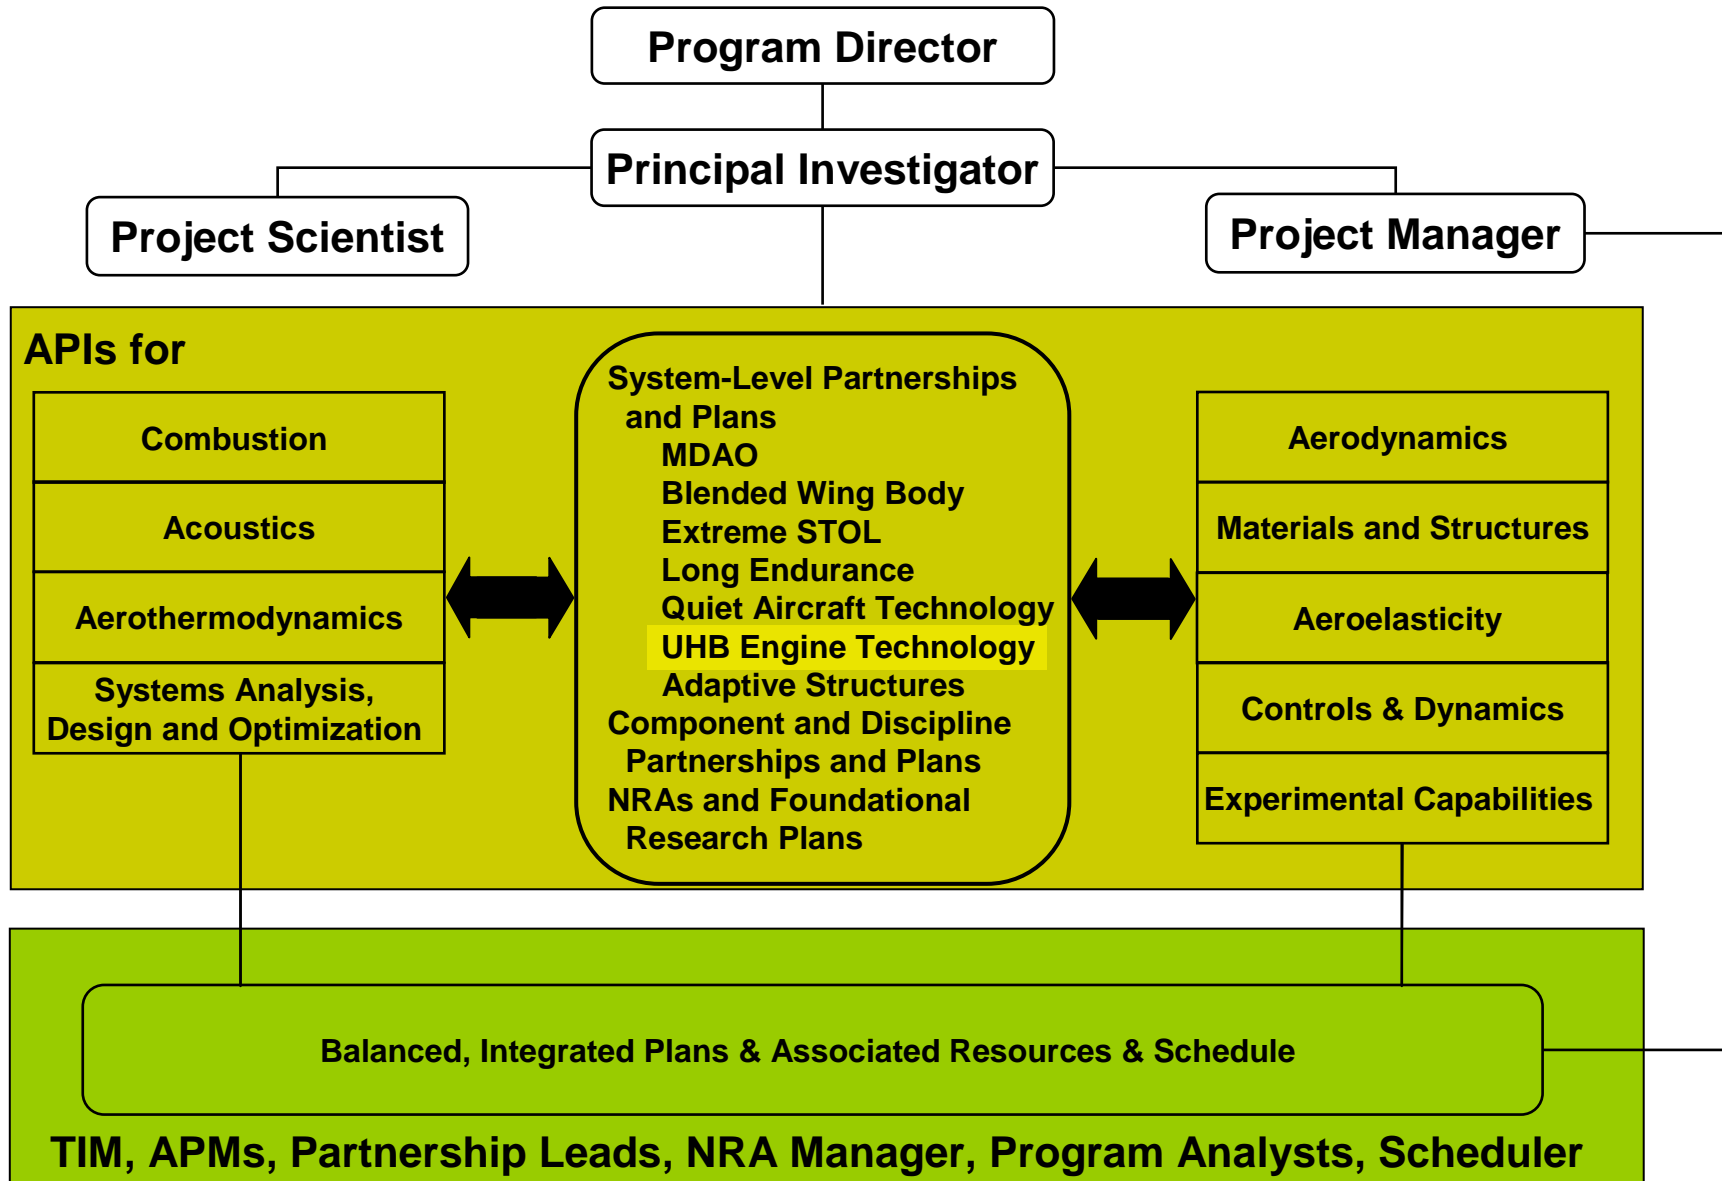 Program Director
Principal Investigator
Project Scientist
Project Manager
APIs for
Combustion
Acoustics
Aerothermodynamics
Systems Analysis,
Design and Optimization
System-Level Partnerships
and Plans
MDAO
Blended Wing Body
Extreme STOL
Long Endurance
Quiet Aircraft Technology
UHB Engine Technology
Adaptive Structures
Component and Discipline
Partnerships and Plans
NRAs and Foundational
Research Plans
Aerodynamics
Materials and Structures
Aeroelasticity
Controls & Dynamics
Experimental Capabilities
Balanced, Integrated Plans & Associated Resources & Schedule
TIM, APMs, Partnership Leads, NRA Manager, Program Analysts, Scheduler